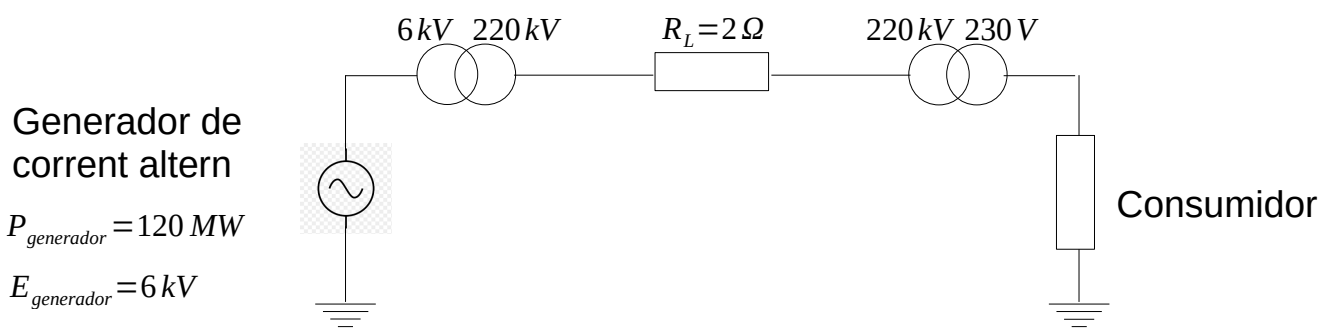 6 kV 220 kV
R_L=2 Ω
220 kV 230 V
Generador de
corrent altern
P_generador=120 MW
E_generador=6 kV
Consumidor